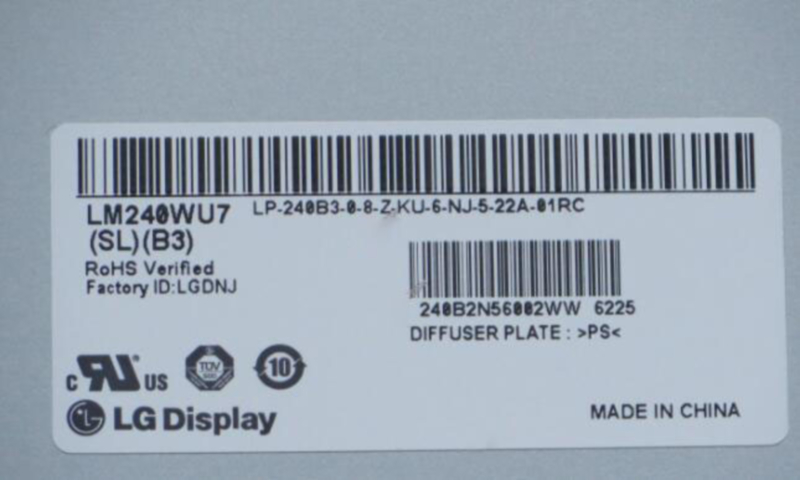 LM240WU7 LP-240B3-0-8-Z-KU-6-NJ-5-22A-01RC
(SL)(B3)
RoHS Verified
Factory ID:LGDNJ
240B2N56002WW 6225
DIFFUSER PLATE : >PS<
c RU US TÜV 10
LG Display
MADE IN CHINA